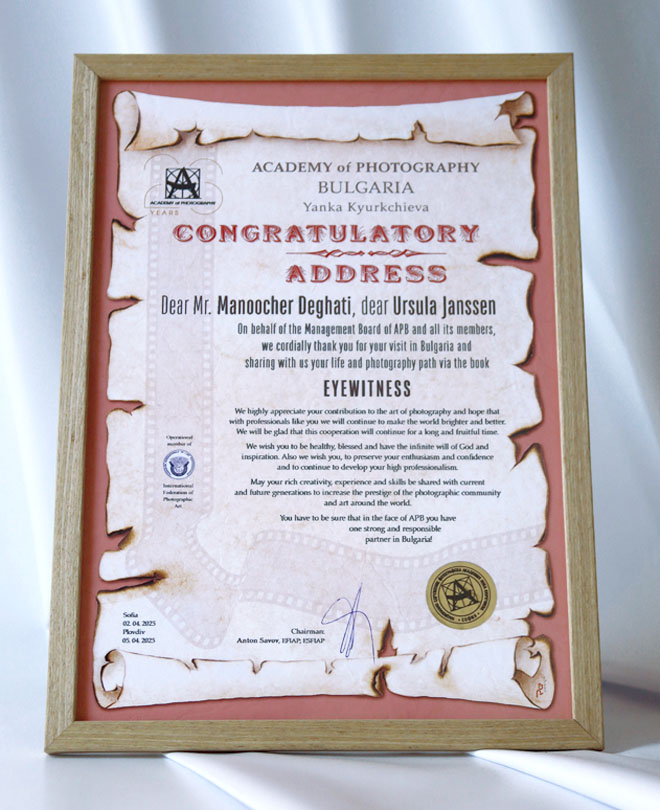 ACADEMY of PHOTOGRAPHY
BULGARIA
Yanka Kyurkchieva
ACADEMY of PHOTOGRAPHY
YEARS
CONGRATULATORY
ADDRESS
Dear Mr. Manoocher Deghati, dear Ursula Janssen
On behalf of the Management Board of APB and all its members,
we cordially thank you for your visit in Bulgaria and
sharing with us your life and photography path via the book
EYEWITNESS
We highly appreciate your contribution to the art of photography and hope that
with professionals like you we will continue to make the world brighter and better.
We will be glad that this cooperation will continue for a long and fruitful time.
We wish you to be healthy, blessed and have the infinite will of God and
inspiration. Also we wish you, to preserve your enthusiasm and confidence
and to continue to develop your high professionalism.
May your rich creativity, experience and skills be shared with current
and future generations to increase the prestige of the photographic community
and art around the world.
You have to be sure that in the face of APB you have
one strong and responsible
partner in Bulgaria!
Operational
member of
International
Federation of
Photographic
Art
Sofia
02. 04. 2025
Plovdiv
05. 04. 2025
Chairman:
Anton Savov, EFIAP, ESFIAP